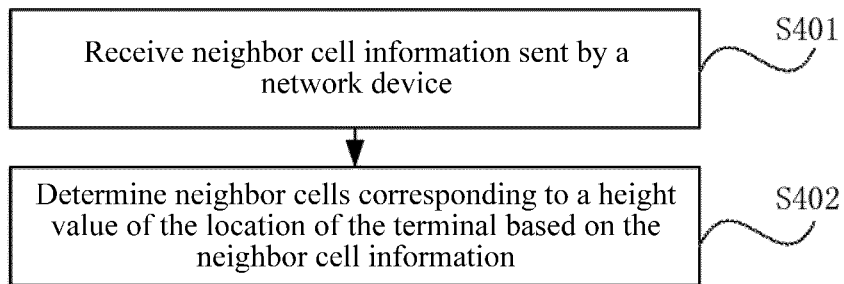 Receive neighbor cell information sent by a
network device
S401
Determine neighbor cells corresponding to a height
value of the location of the terminal based on the
neighbor cell information
S402